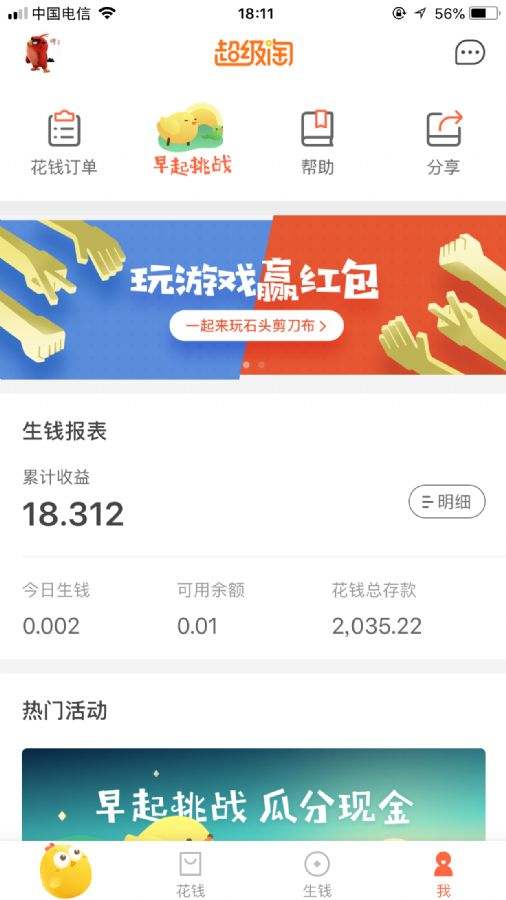 中国电信 18:11 56%
超级淘
花钱订单 早起挑战 帮助 分享
玩游戏赢红包
一起来玩石头剪刀布
生钱报表
累计收益
18.312 明细
今日生钱 可用余额 花钱总存款
0.002 0.01 2,035.22
热门活动
早起挑战 瓜分现金
花钱 生钱 我